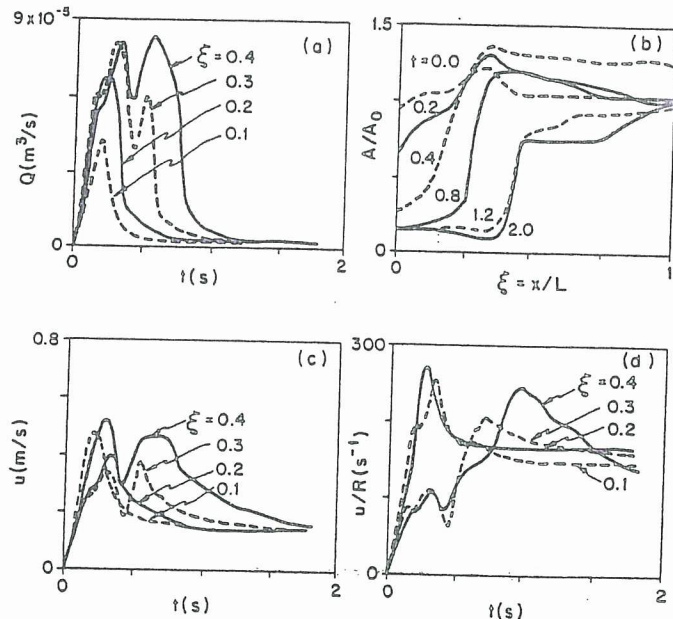 9×10⁻⁵
(a)
ξ=0.4
0.3
0.2
0.1
Q(m³/s)
0
0
t(s)
2
1.5
(b)
t=0.0
0.2
A/A₀
0.4
0.8
1.2
2.0
0
0
ξ = x/L
1
0.8
(c)
ξ=0.4
0.3
0.2
0.1
u(m/s)
0
0
t(s)
2
300
(d)
ξ=0.4
0.3
0.2
0.1
u/R(s⁻¹)
0
0
t(s)
2